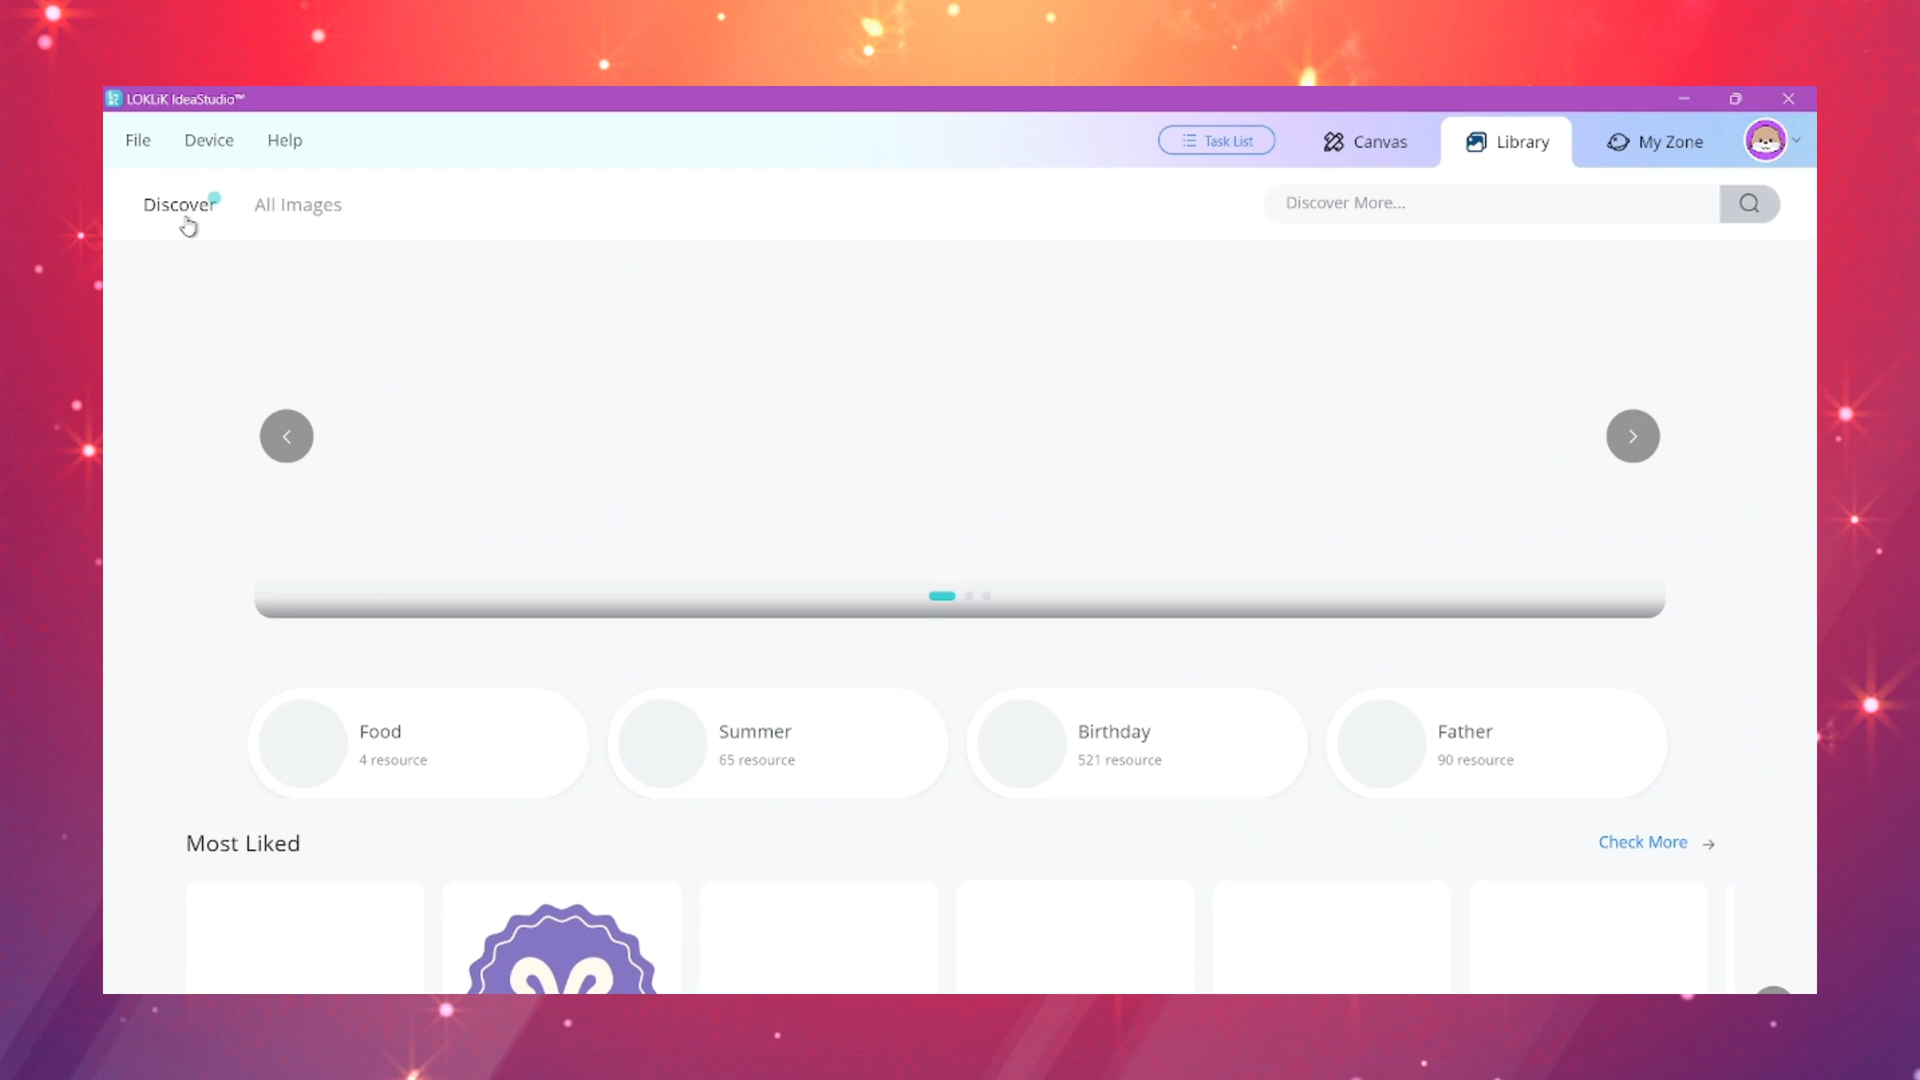 LOKLiK IdeaStudio™
File Device Help Task List Canvas Library My Zone
Discover All Images Discover More...
Food Summer Birthday Father
4 resource 65 resource 521 resource 90 resource
Most Liked Check More